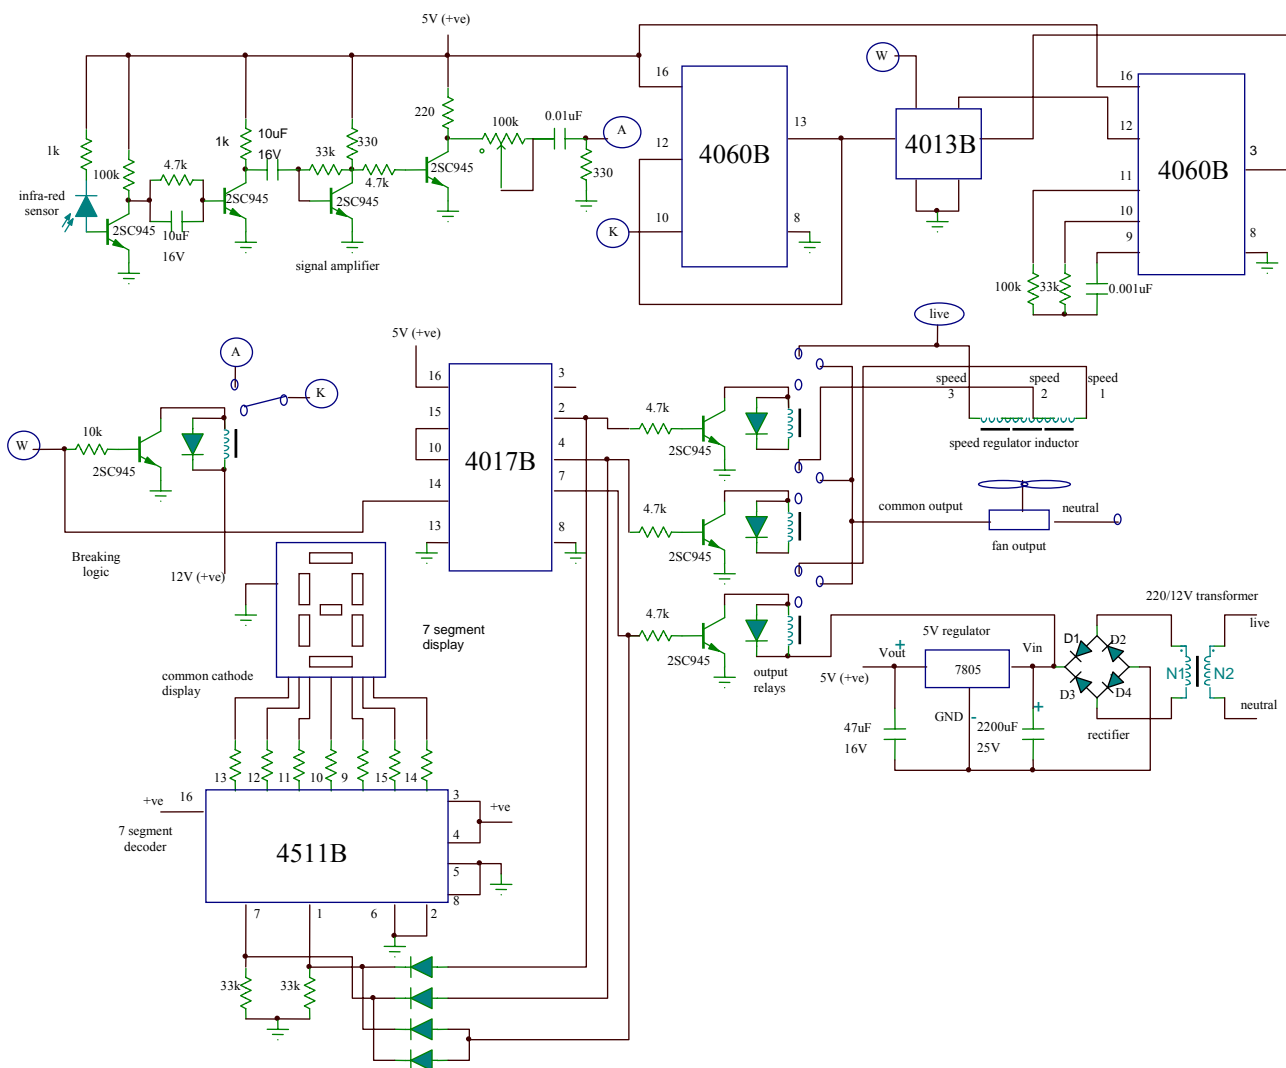 5V (+ve)
W
16
16
220
100k
0.01uF
A
13
12
1k
1k
10uF
16V
330
33k
4.7k
100k
4.7k
2SC945
12
4060B
4013B
4060B
3
330
11
infra-red
sensor
2SC945
2SC945
2SC945
10
9
10uF
16V
K
10
8
8
signal amplifier
100k
33k
0.001uF
live
5V (+ve)
A
16
3
speed
3
speed
2
speed
1
K
15
2
4.7k
W
10k
10
4017B
4
2SC945
speed regulator inductor
2SC945
14
7
4.7k
common output
neutral
13
8
Breaking
logic
2SC945
fan output
12V (+ve)
4.7k
220/12V transformer
7 segment
display
5V regulator
live
+
Vout
Vin
D1
D2
2SC945
7805
N1
N2
common cathode
display
output
relays
5V (+ve)
D3
D4
GND
-
+
neutral
47uF
16V
2200uF
25V
rectifier
13
12
11
10
9
15
14
+ve
16
3
+ve
7 segment
decoder
4511B
4
5
8
7
1
6
2
33k
33k